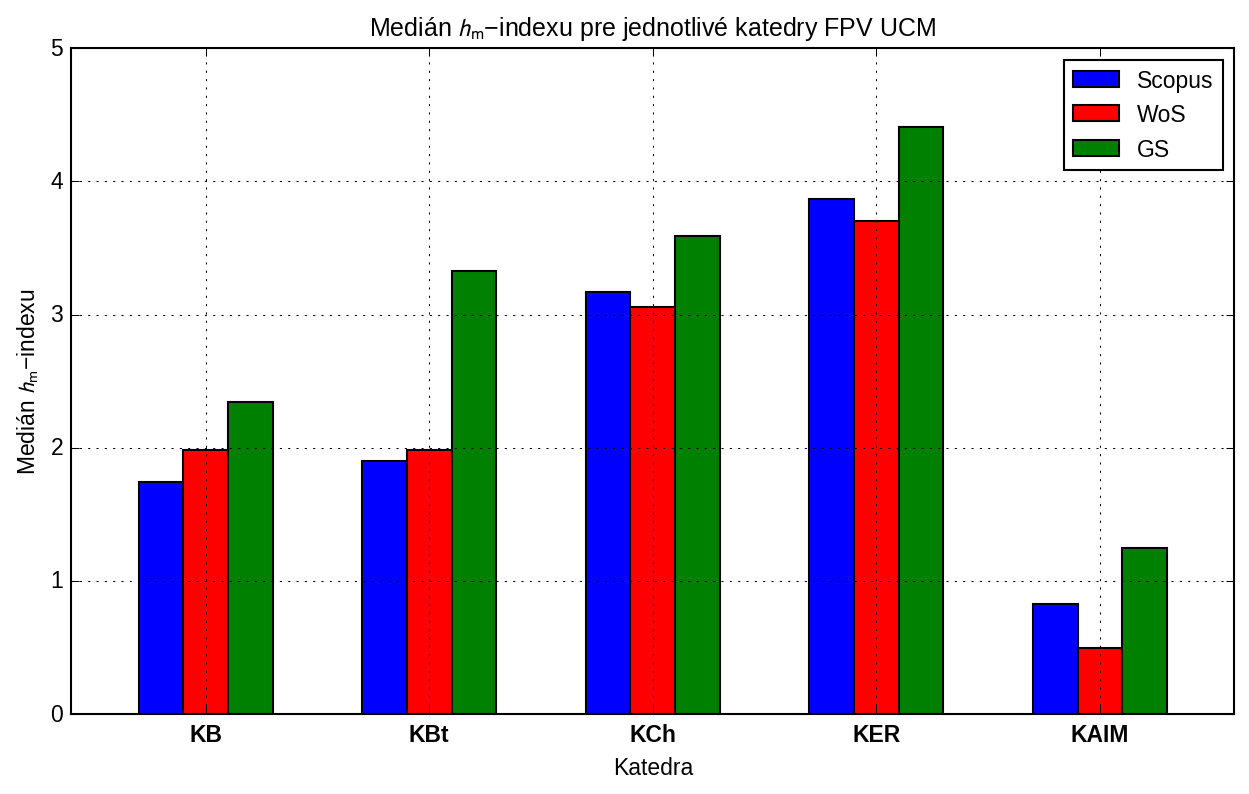 Medián hₘ−indexu pre jednotlivé katedry FPV UCM
Scopus
WoS
GS
Medián hₘ−indexu
5
4
3
2
1
0
KB KBt KCh KER KAIM
Katedra